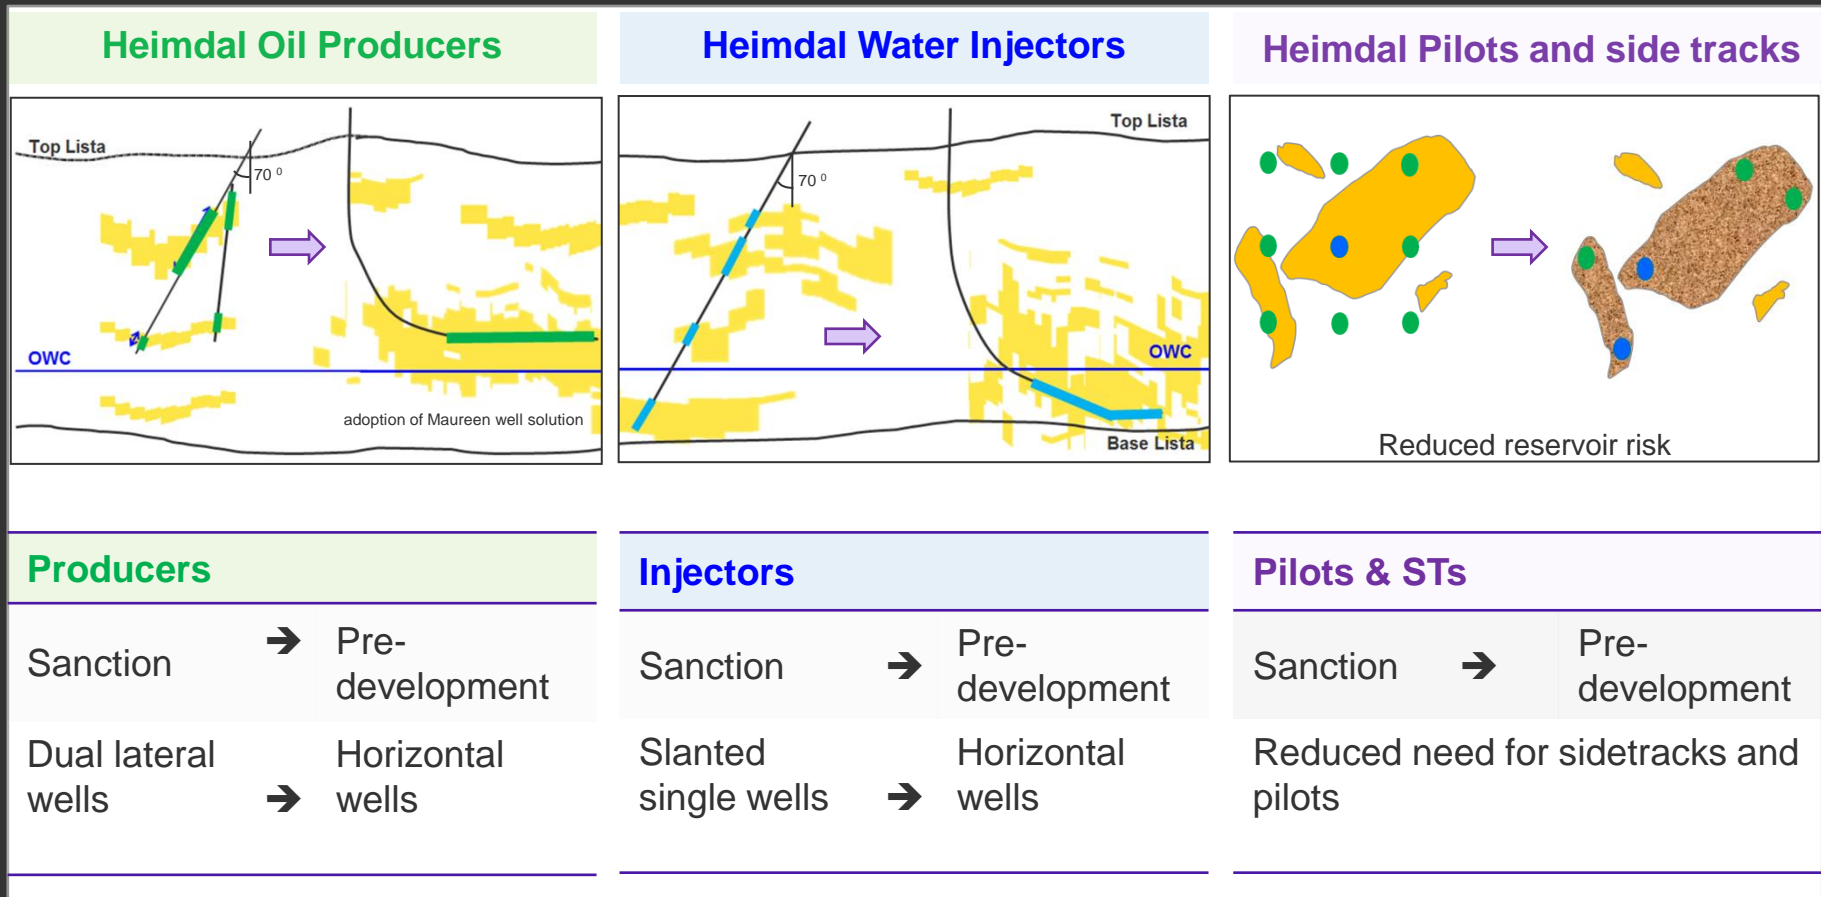 Heimdal Oil Producers
Top Lista
70 0
OWC
adoption of Maureen well solution
Heimdal Water Injectors
Top Lista
70 0
OWC
Base Lista
Heimdal Pilots and side tracks
Reduced reservoir risk
Producers
Sanction ➔ Pre-
development
Dual lateral Horizontal
wells ➔ wells
Injectors
Sanction ➔ Pre-
development
Slanted Horizontal
single wells ➔ wells
Pilots & STs
Sanction ➔ Pre-
development
Reduced need for sidetracks and
pilots